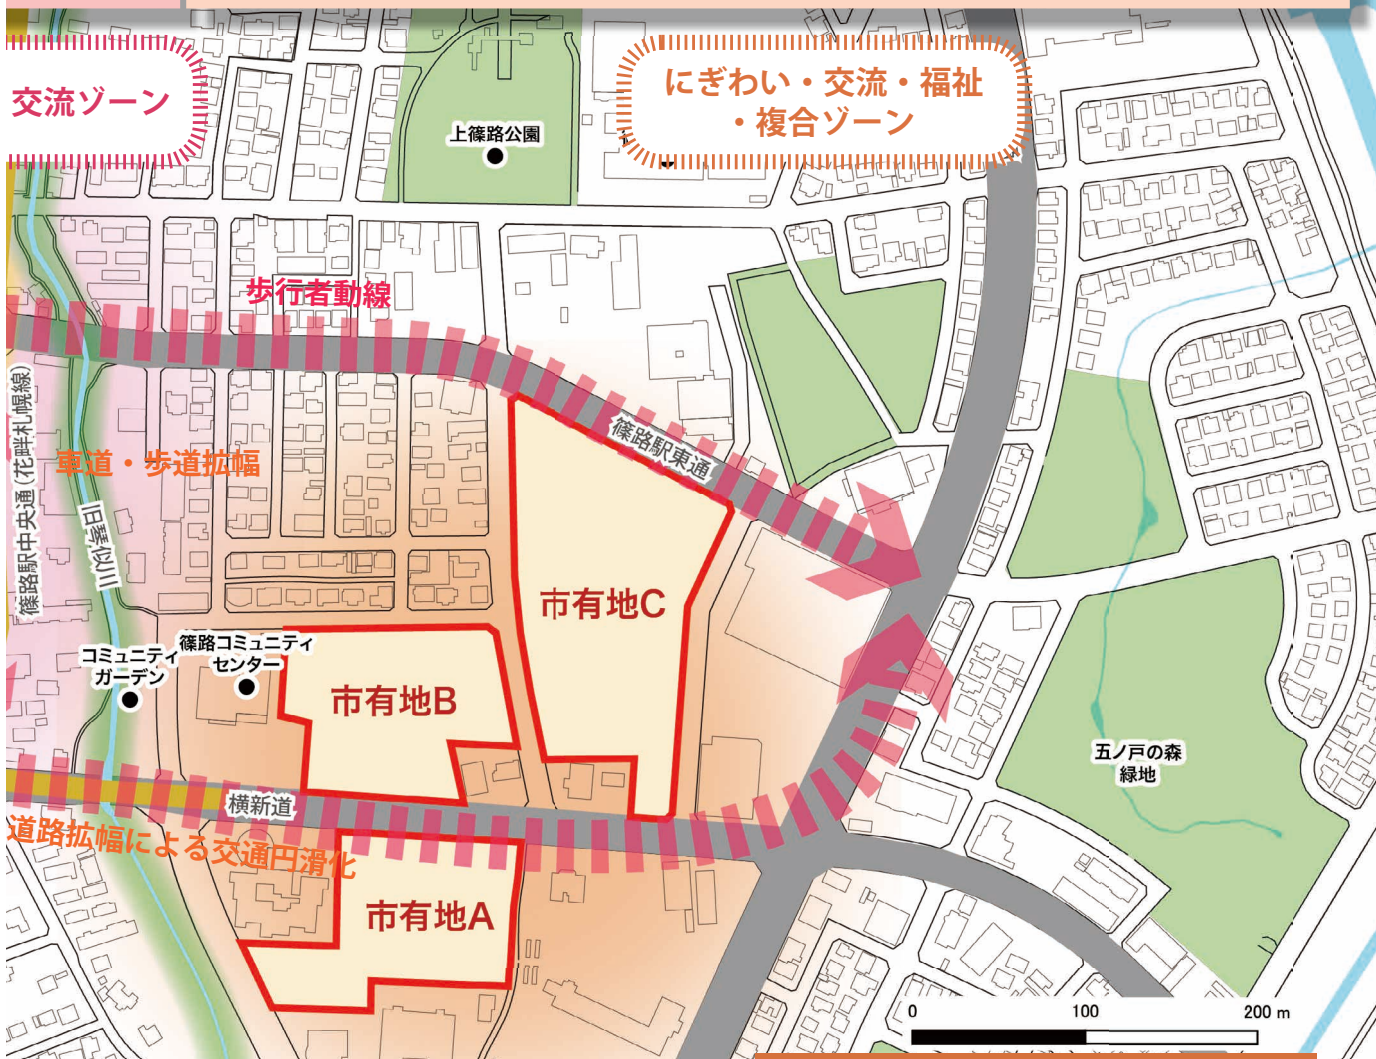 交流ゾーン
にぎわい・交流・福祉
・複合ゾーン
上篠路公園
歩行者動線
篠路駅東通
篠路駅中央通(花畔札幌線)
車道・歩道拡幅
旧琴似川
市有地C
篠路コミュニティ
センター
コミュニティ
ガーデン
市有地B
五ノ戸の森
緑地
横新道
道路拡幅による交通円滑化
市有地A
0 100 200 m